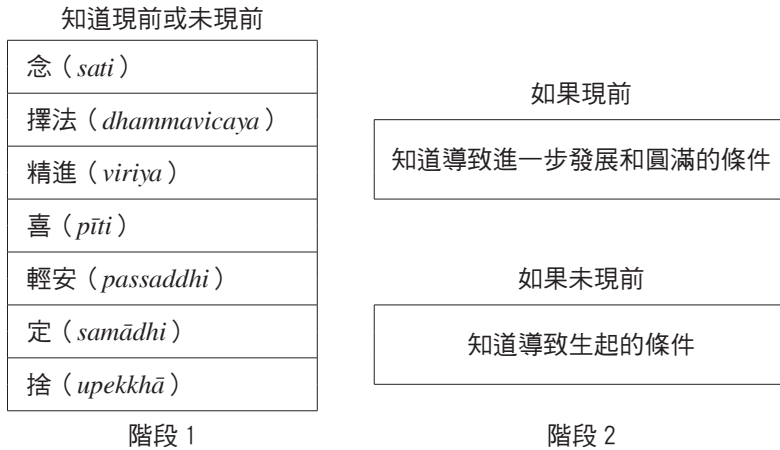 知道現前或未現前
念（sati）
擇法（dhammavicaya）
精進（viriya）
喜（pīti）
輕安（passaddhi）
定（samādhi）
捨（upekkhā）
階段 1
如果現前
知道導致進一步發展和圓滿的條件
如果未現前
知道導致生起的條件
階段 2